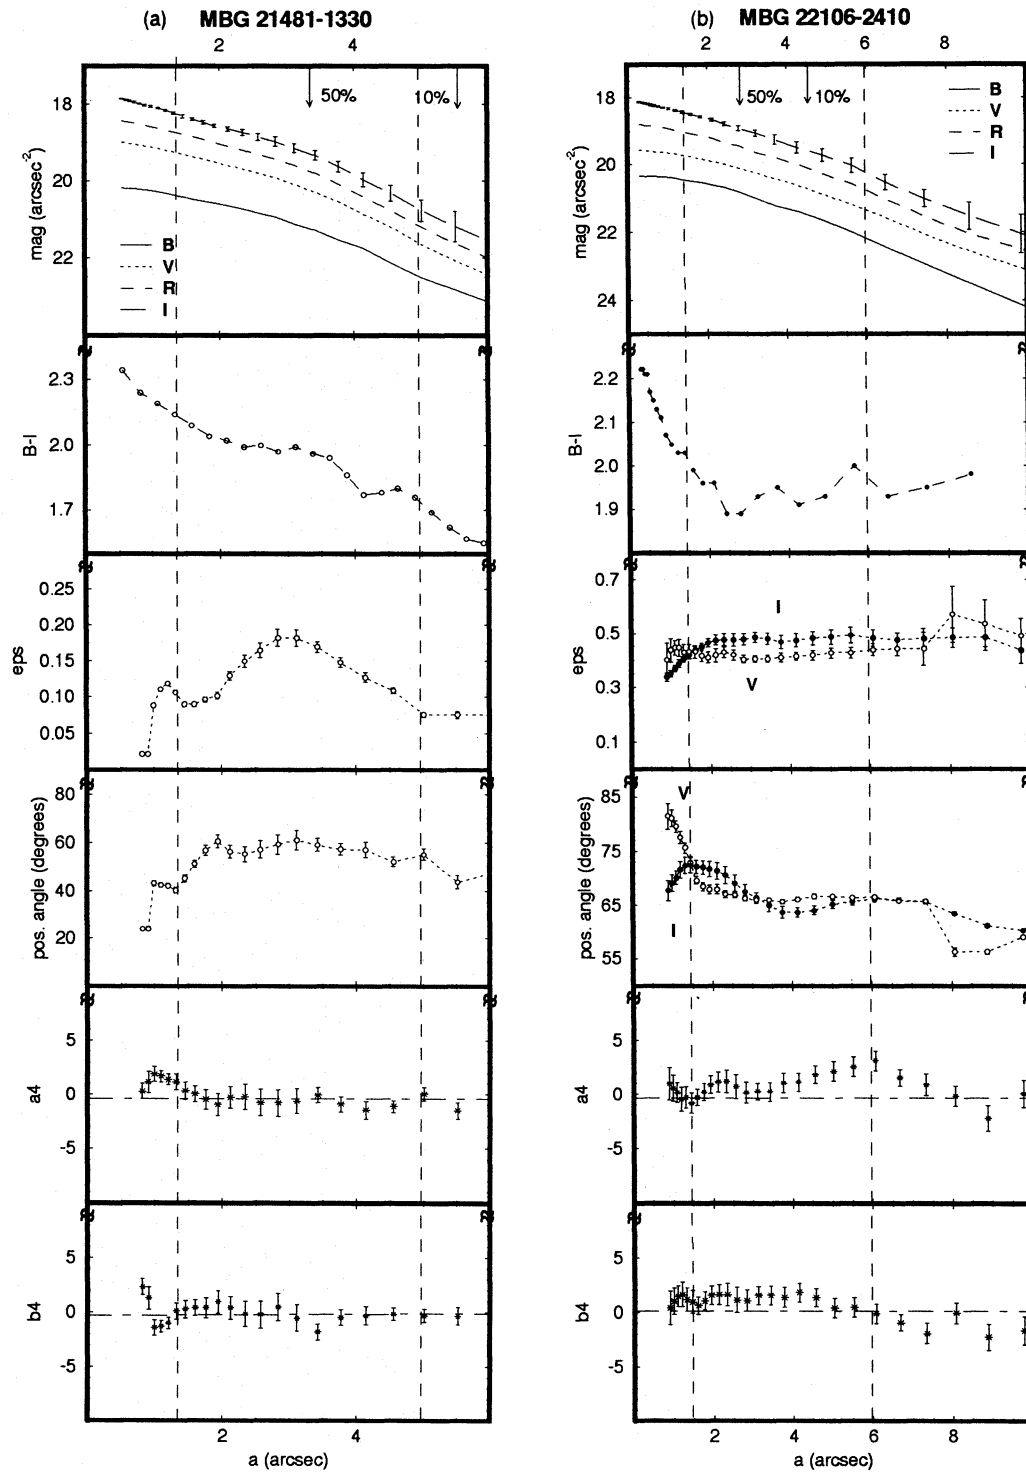 (a) MBG 21481-1330
2 4
50% 10%
18
20
22
mag (arcsec-2)
B
V
R
I
2.3
2.0
1.7
B-I
0.25
0.20
0.15
0.10
0.05
eps
80
60
40
20
pos. angle (degrees)
5
0
-5
a4
5
0
-5
b4
2 4
a (arcsec)
(b) MBG 22106-2410
2 4 6 8
50% 10%
18
20
22
24
mag (arcsec-2)
B
V
R
I
2.2
2.1
2.0
1.9
B-I
0.7
0.5
0.3
0.1
eps
I
V
85
75
65
55
pos. angle (degrees)
V
I
5
0
-5
a4
5
0
-5
b4
2 4 6 8
a (arcsec)